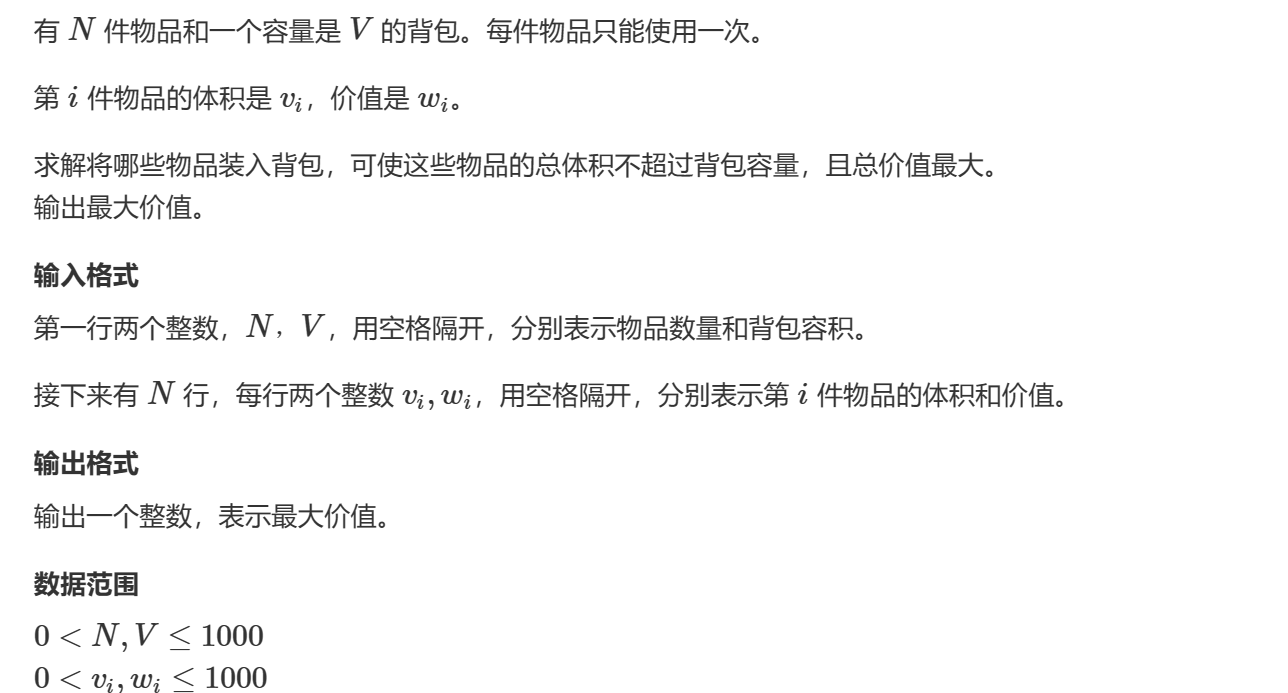 有 N 件物品和一个容量是 V 的背包。每件物品只能使用一次。
第 i 件物品的体积是 vᵢ，价值是 wᵢ。
求解将哪些物品装入背包，可使这些物品的总体积不超过背包容量，且总价值最大。
输出最大价值。
输入格式
第一行两个整数，N，V，用空格隔开，分别表示物品数量和背包容积。
接下来有 N 行，每行两个整数 vᵢ, wᵢ，用空格隔开，分别表示第 i 件物品的体积和价值。
输出格式
输出一个整数，表示最大价值。
数据范围
0 < N, V ≤ 1000
0 < vᵢ, wᵢ ≤ 1000